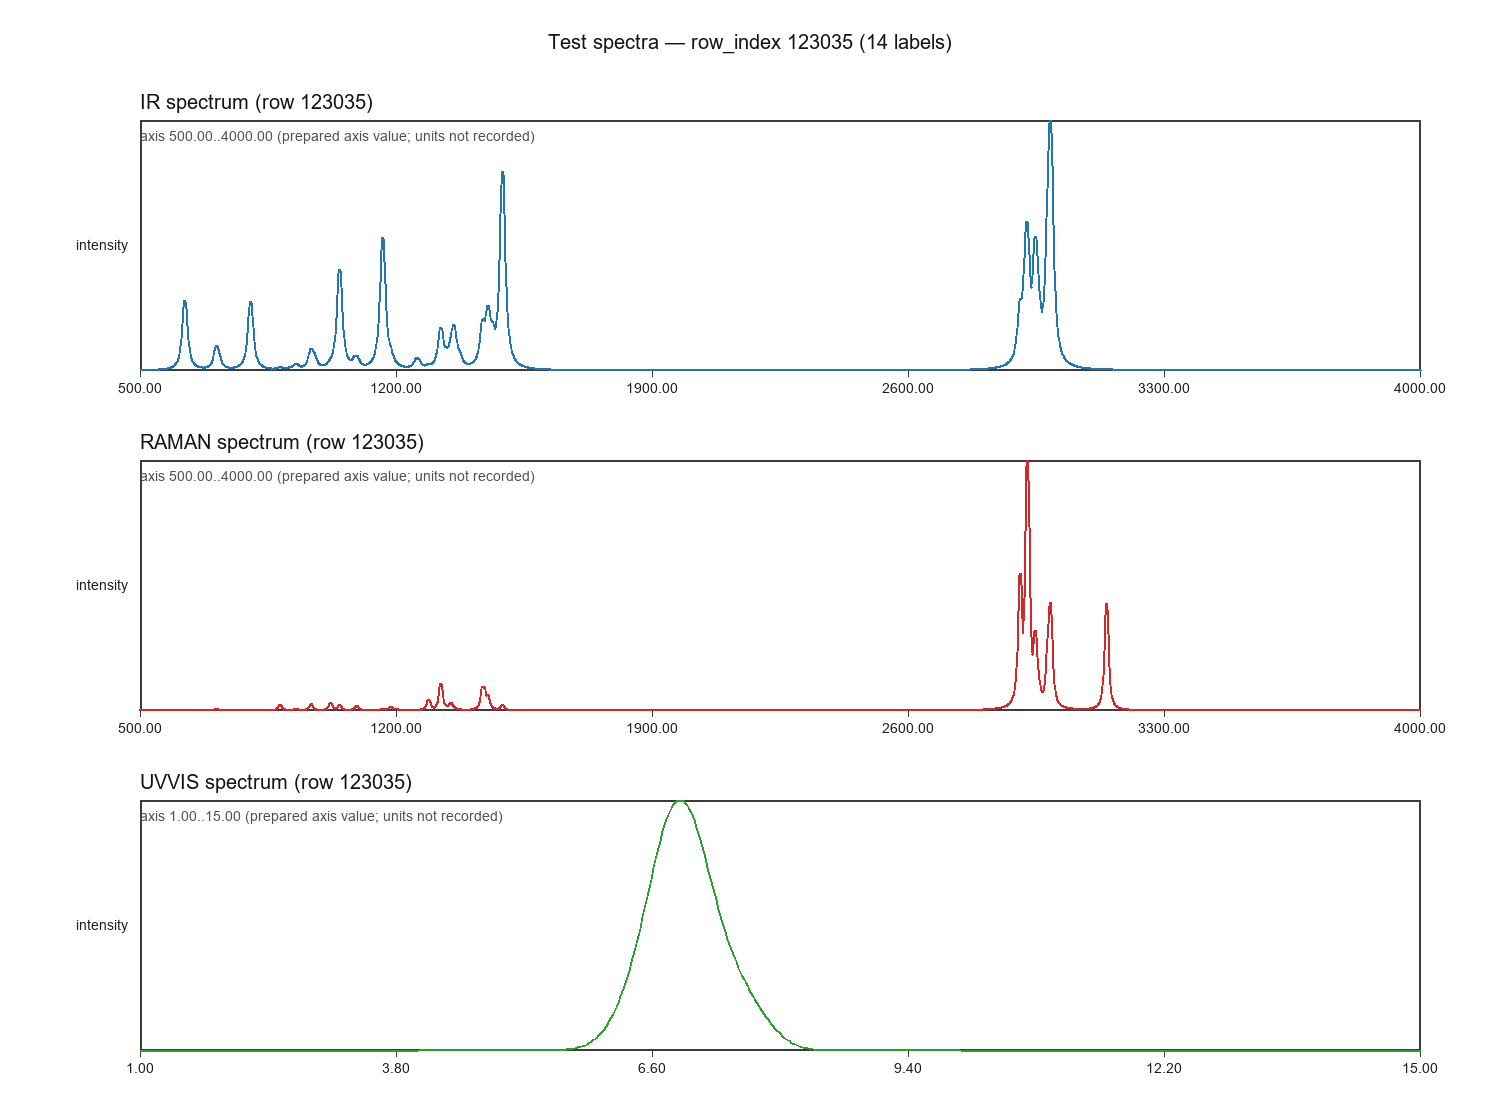 Test spectra — row_index 123035 (14 labels)
IR spectrum (row 123035)
axis 500.00..4000.00 (prepared axis value; units not recorded)
intensity
500.00 1200.00 1900.00 2600.00 3300.00 4000.00
RAMAN spectrum (row 123035)
axis 500.00..4000.00 (prepared axis value; units not recorded)
intensity
500.00 1200.00 1900.00 2600.00 3300.00 4000.00
UVVIS spectrum (row 123035)
axis 1.00..15.00 (prepared axis value; units not recorded)
intensity
1.00 3.80 6.60 9.40 12.20 15.00